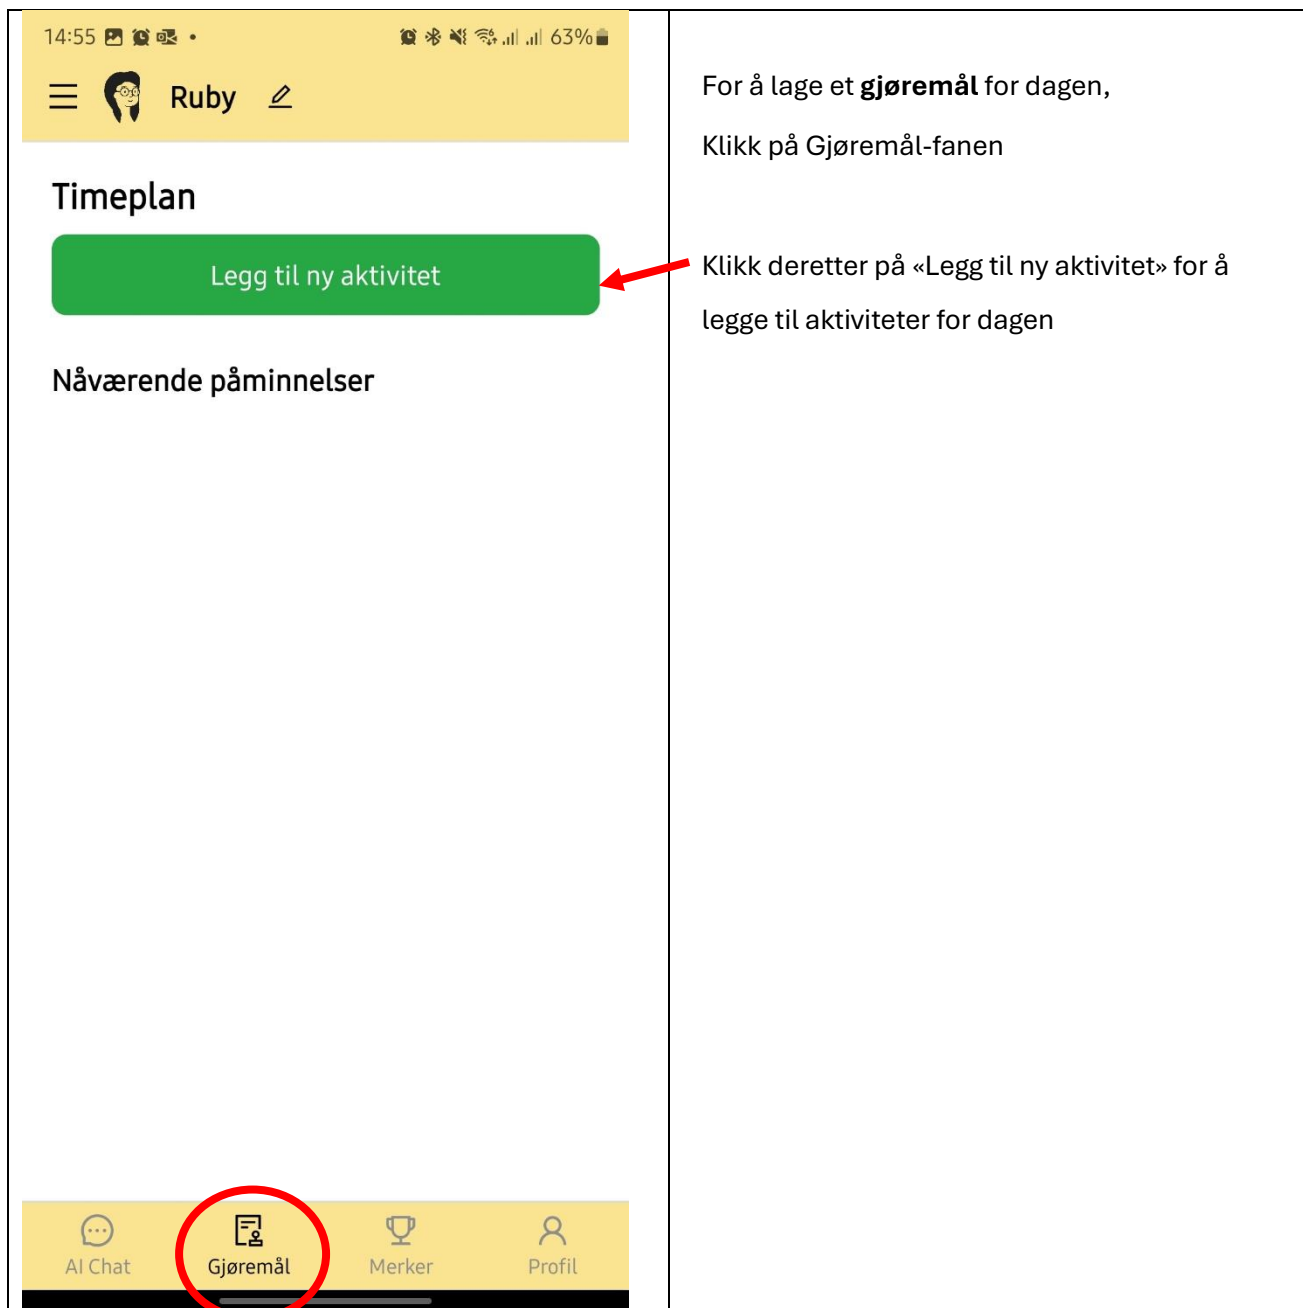 14:55
63%
Ruby
Timeplan
Legg til ny aktivitet
Nåværende påminnelser
AI Chat
Gjøremål
Merker
Profil
For å lage et gjøremål for dagen,
Klikk på Gjøremål-fanen
Klikk deretter på «Legg til ny aktivitet» for å
legge til aktiviteter for dagen